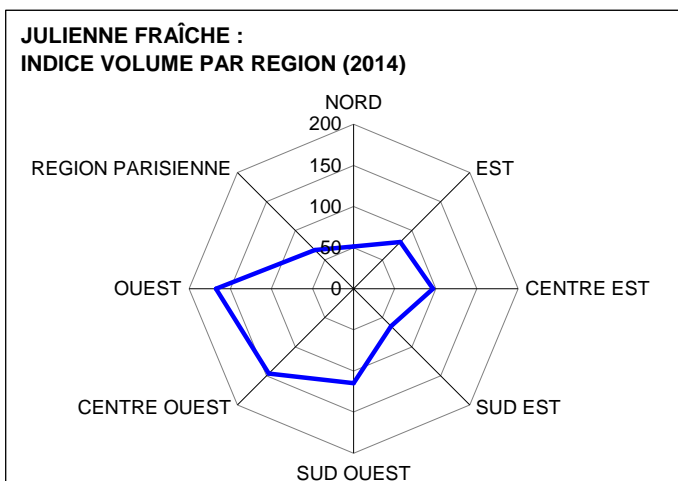 JULIENNE FRAÎCHE :
INDICE VOLUME PAR REGION (2014)
NORD
200
REGION PARISIENNE
150
EST
100
50
OUEST
0
CENTRE EST
CENTRE OUEST
SUD EST
SUD OUEST